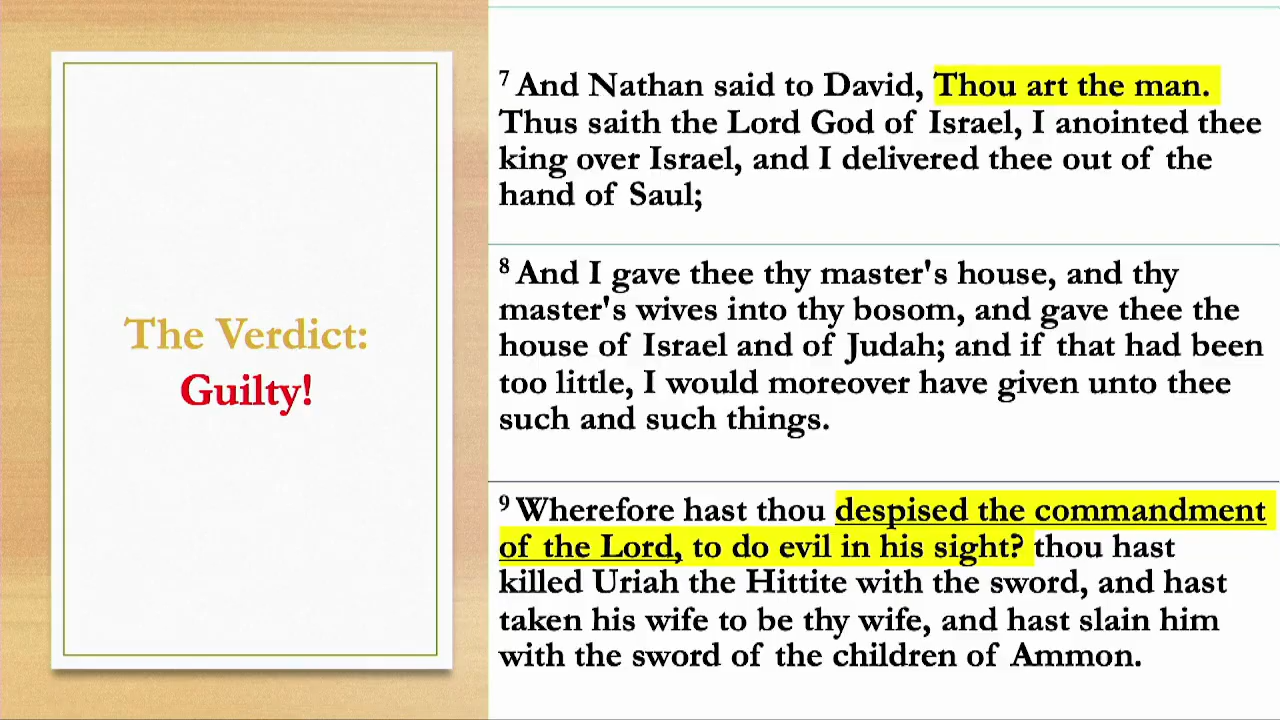 The Verdict:
Guilty!
7 And Nathan said to David, Thou art the man.
Thus saith the Lord God of Israel, I anointed thee
king over Israel, and I delivered thee out of the
hand of Saul;
8 And I gave thee thy master's house, and thy
master's wives into thy bosom, and gave thee the
house of Israel and of Judah; and if that had been
too little, I would moreover have given unto thee
such and such things.
9 Wherefore hast thou despised the commandment
of the Lord, to do evil in his sight? thou hast
killed Uriah the Hittite with the sword, and hast
taken his wife to be thy wife, and hast slain him
with the sword of the children of Ammon.